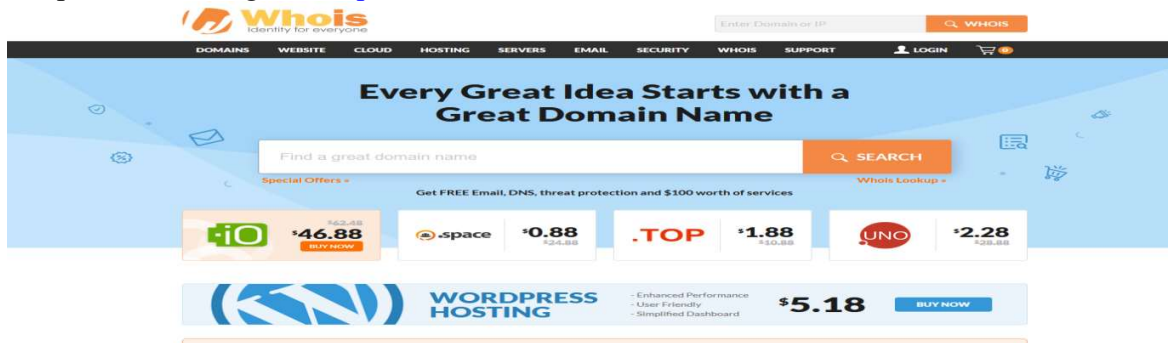 Whois
Identity for everyone
Enter Domain or IP
WHOIS
DOMAINS WEBSITE CLOUD HOSTING SERVERS EMAIL SECURITY WHOIS SUPPORT LOGIN 0
Every Great Idea Starts with a
Great Domain Name
Find a great domain name
SEARCH
Special Offers »
Whois Lookup »
Get FREE Email, DNS, threat protection and $100 worth of services
.iO
$62.48
$46.88
BUY NOW
.space
$0.88
$24.88
.TOP
$1.88
$10.88
UNO
$2.28
$28.88
WORDPRESS
HOSTING
- Enhanced Performance
- User Friendly
- Simplified Dashboard
$5.18
BUY NOW